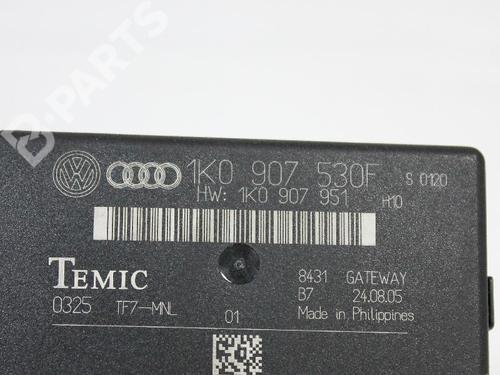 B-PARTS
1K0 907 530F S 0120
HW: 1K0 907 951 H10
TEMIC
0325 TF7-MNL 01
8431 GATEWAY
B7 24.08.05
Made in Philippines